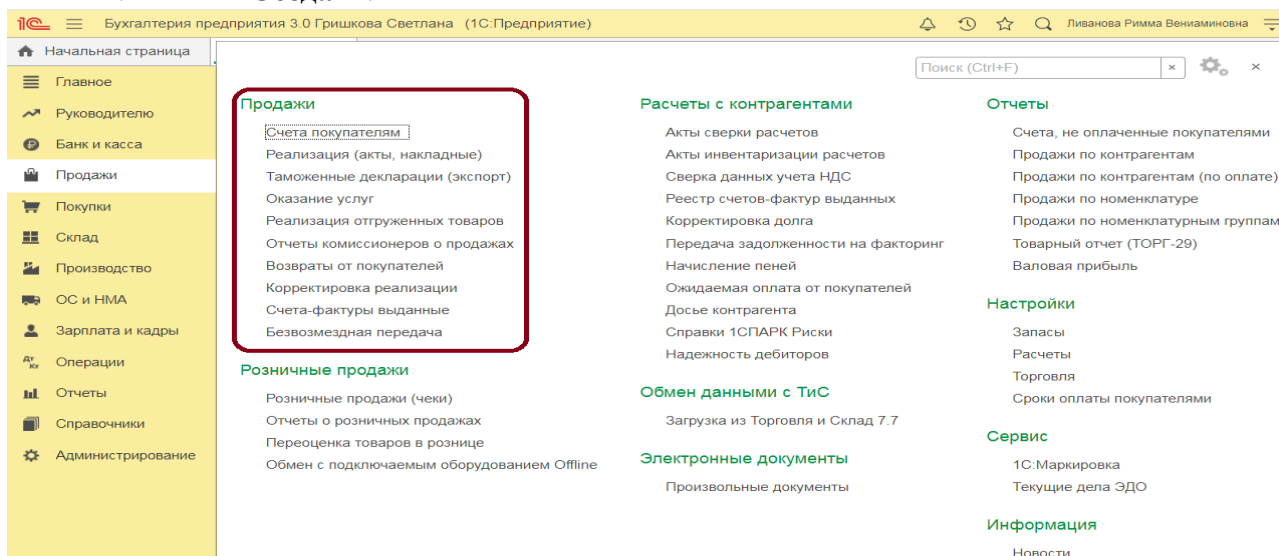 Бухгалтерия предприятия 3.0 Гришкова Светлана (1С:Предприятие)
Ливанова Римма Вениаминовна
Начальная страница
Поиск (Ctrl+F)
Главное
Руководителю
Банк и касса
Продажи
Покупки
Склад
Производство
ОС и НМА
Зарплата и кадры
Операции
Отчеты
Справочники
Администрирование
Продажи
Счета покупателям
Реализация (акты, накладные)
Таможенные декларации (экспорт)
Оказание услуг
Реализация отгруженных товаров
Отчеты комиссионеров о продажах
Возвраты от покупателей
Корректировка реализации
Счета-фактуры выданные
Безвозмездная передача
Розничные продажи
Розничные продажи (чеки)
Отчеты о розничных продажах
Переоценка товаров в рознице
Обмен с подключаемым оборудованием Offline
Расчеты с контрагентами
Акты сверки расчетов
Акты инвентаризации расчетов
Сверка данных учета НДС
Реестр счетов-фактур выданных
Корректировка долга
Передача задолженности на факторинг
Начисление пеней
Ожидаемая оплата от покупателей
Досье контрагента
Справки 1СПАРК Риски
Надежность дебиторов
Обмен данными с ТиС
Загрузка из Торговля и Склад 7.7
Электронные документы
Произвольные документы
Отчеты
Счета, не оплаченные покупателями
Продажи по контрагентам
Продажи по контрагентам (по оплате)
Продажи по номенклатуре
Продажи по номенклатурным группам
Товарный отчет (ТОРГ-29)
Валовая прибыль
Настройки
Запасы
Расчеты
Торговля
Сроки оплаты покупателями
Сервис
1С:Маркировка
Текущие дела ЭДО
Информация
Новости